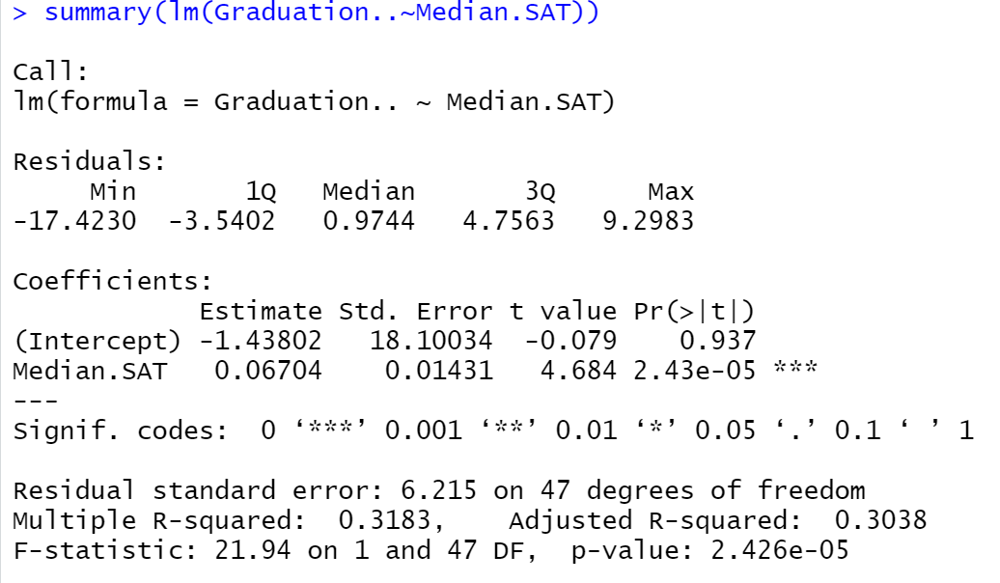 > summary(lm(Graduation..~Median.SAT))
Call:
lm(formula = Graduation.. ~ Median.SAT)
Residuals:
     Min       1Q   Median       3Q      Max
-17.4230  -3.5402   0.9744   4.7563   9.2983
Coefficients:
            Estimate Std. Error t value Pr(>|t|)
(Intercept) -1.43802   18.10034  -0.079    0.937
Median.SAT   0.06704    0.01431   4.684 2.43e-05 ***
---
Signif. codes:  0 ‘***’ 0.001 ‘**’ 0.01 ‘*’ 0.05 ‘.’ 0.1 ‘ ’ 1
Residual standard error: 6.215 on 47 degrees of freedom
Multiple R-squared:  0.3183,    Adjusted R-squared:  0.3038
F-statistic: 21.94 on 1 and 47 DF,  p-value: 2.426e-05